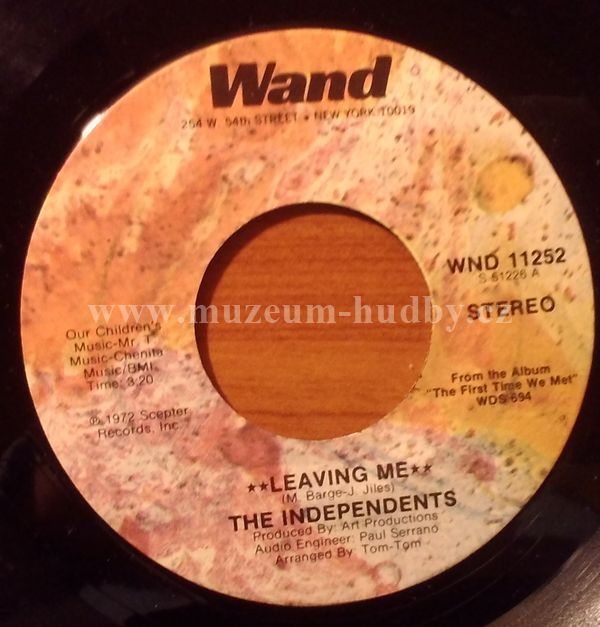 Wand
254 W. 54th STREET • NEW YORK 10019
WND 11252
S 51226 A
STEREO
www.muzeum-hudby.cz
Our Children's
Music-Mr. T
Music-Chenita
Music/BMI
Time: 3:20
℗ 1972 Scepter
Records, Inc.
From the Album
"The First Time We Met"
WDS 694
**LEAVING ME**
(M. Barge-J. Jiles)
THE INDEPENDENTS
Produced By: Art Productions
Audio Engineer: Paul Serrano
Arranged By Tom-Tom